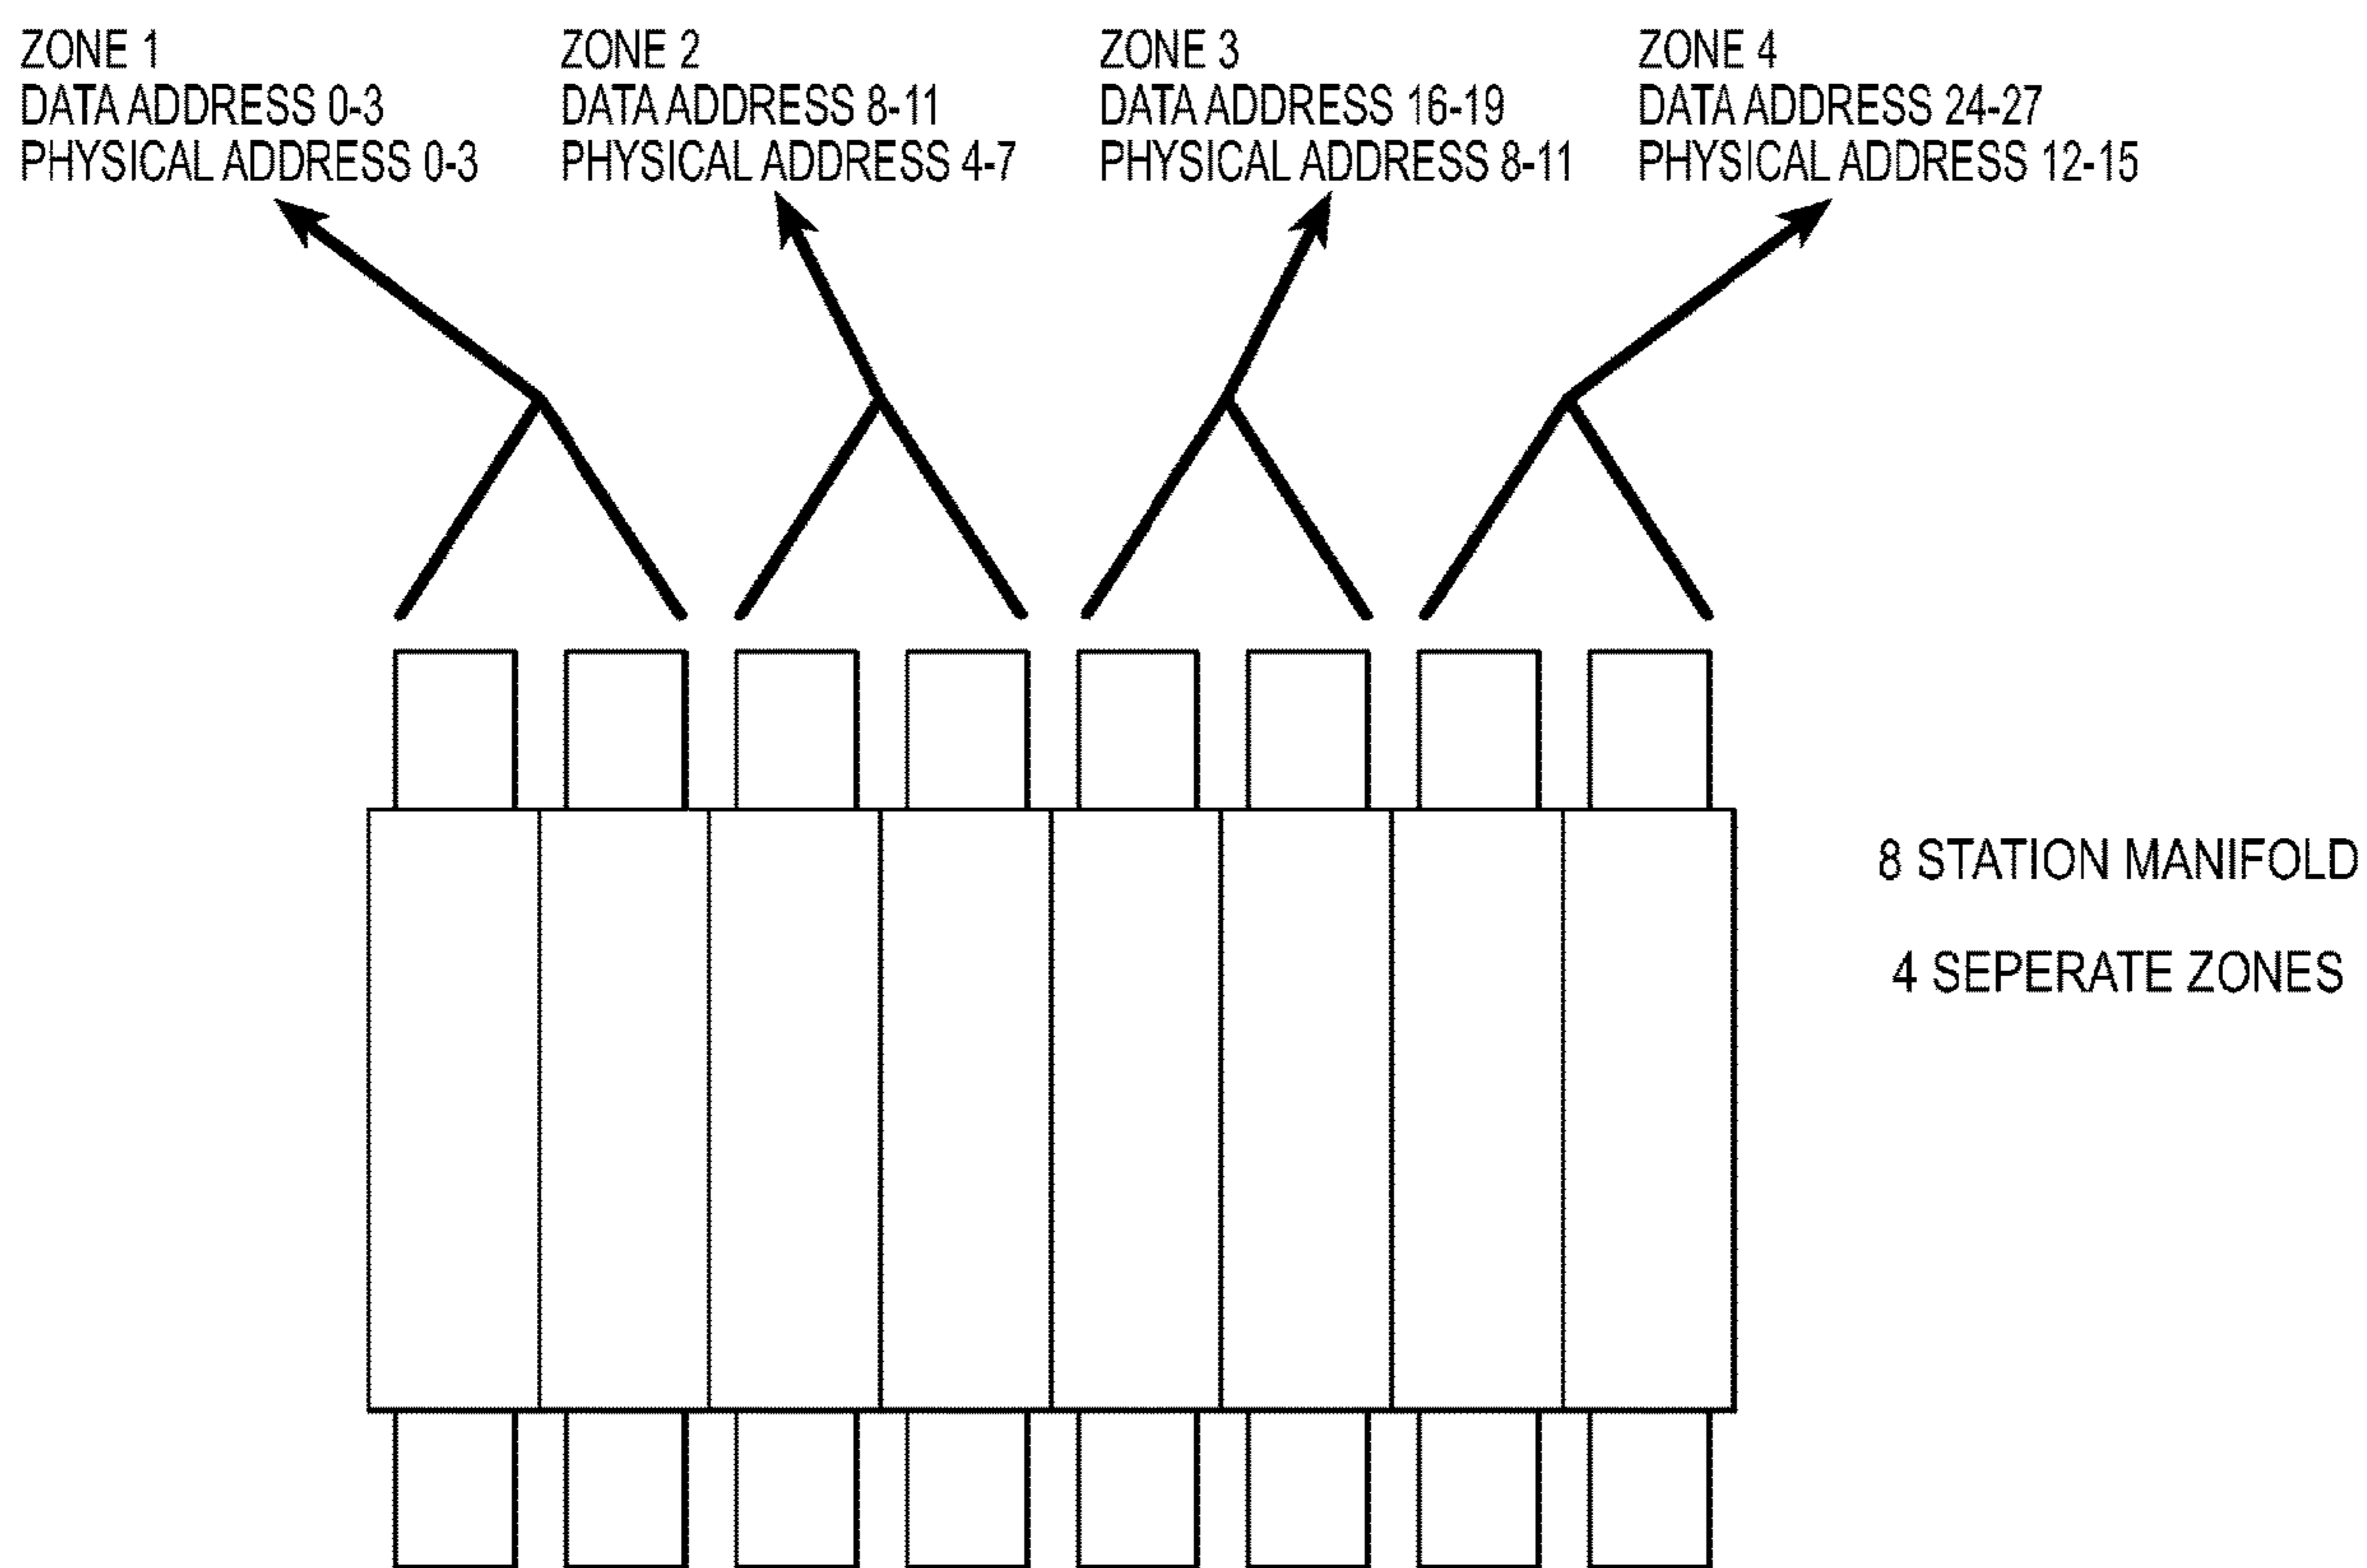 ZONE 1
DATA ADDRESS 0-3
PHYSICAL ADDRESS 0-3
ZONE 2
DATA ADDRESS 8-11
PHYSICAL ADDRESS 4-7
ZONE 3
DATA ADDRESS 16-19
PHYSICAL ADDRESS 8-11
ZONE 4
DATA ADDRESS 24-27
PHYSICAL ADDRESS 12-15
8 STATION MANIFOLD
4 SEPERATE ZONES